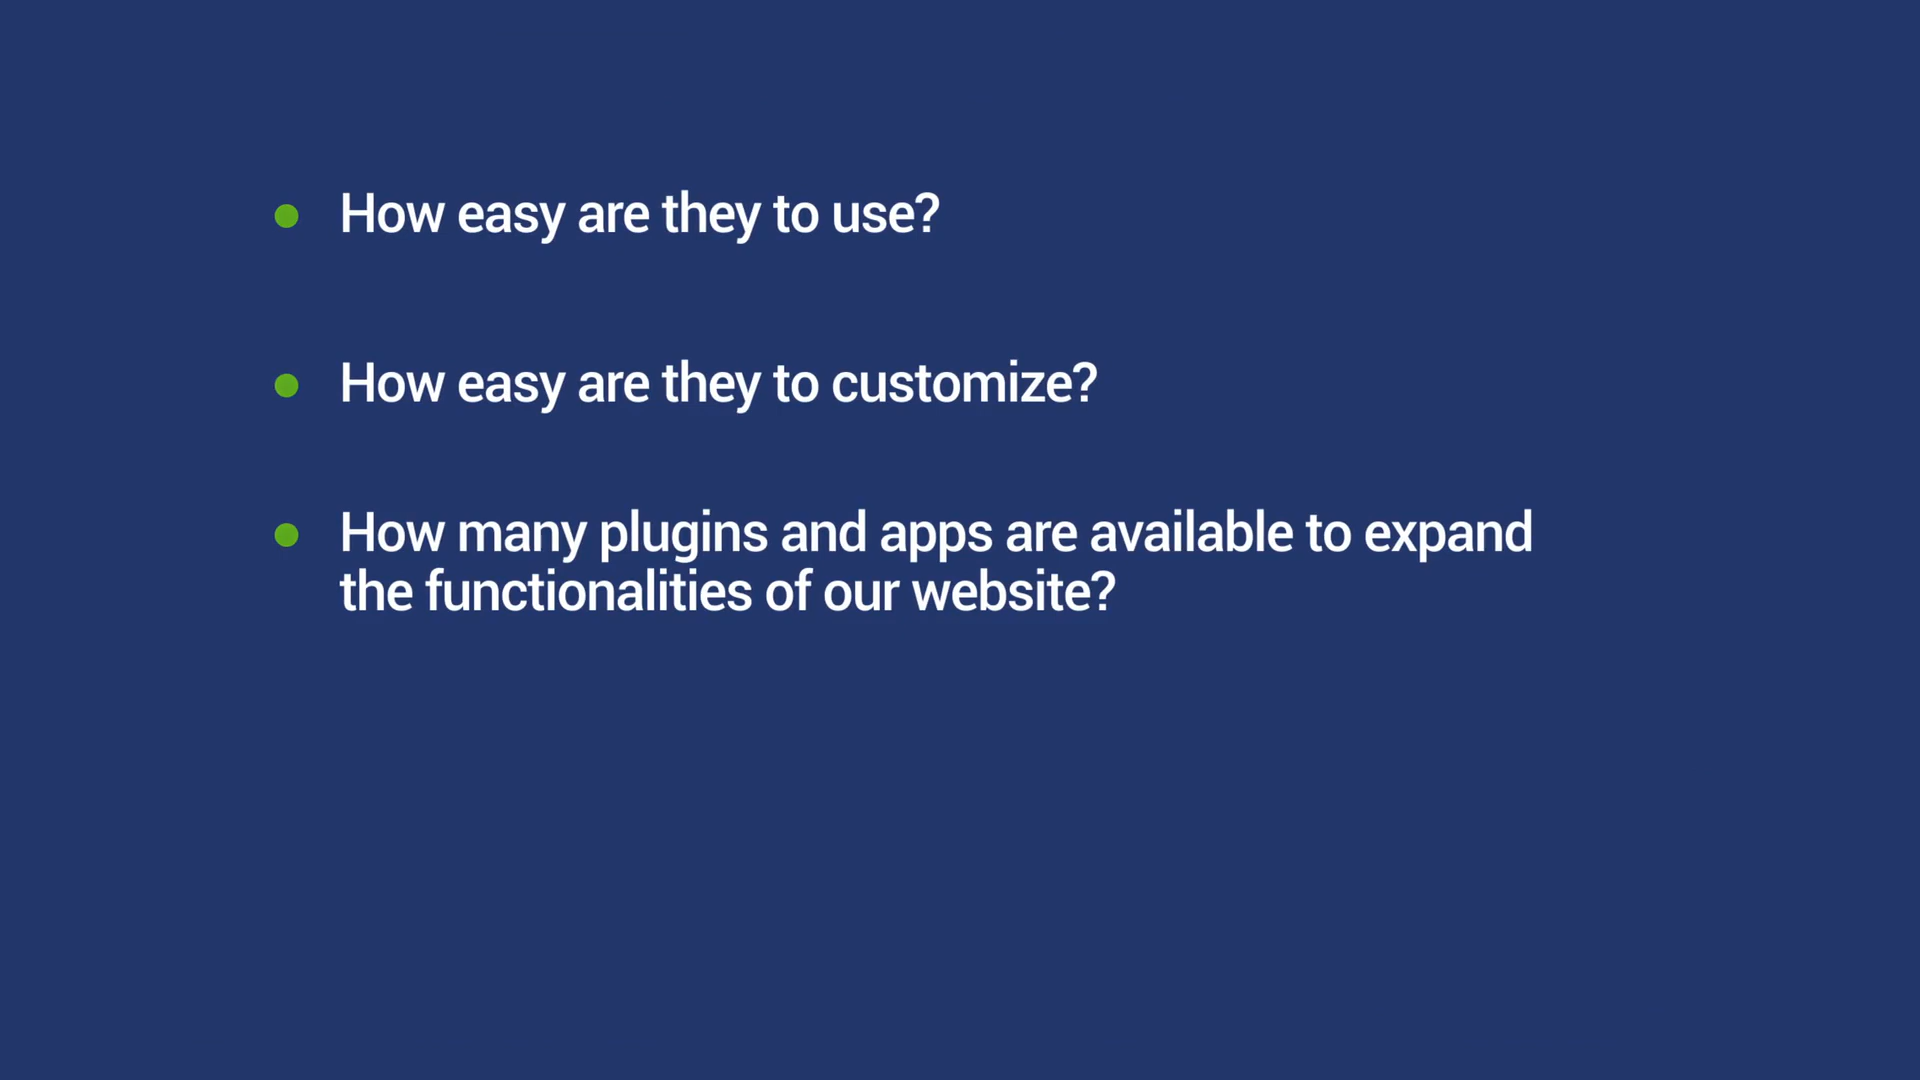 How easy are they to use?
How easy are they to customize?
How many plugins and apps are available to expand
the functionalities of our website?